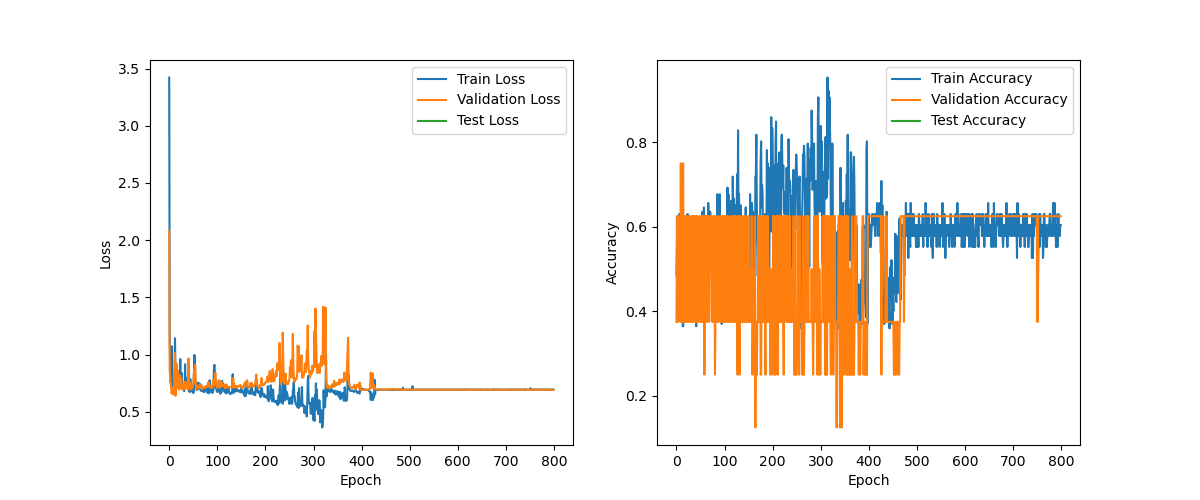 3.5
3.0
2.5
2.0
1.5
1.0
0.5
Loss
0 100 200 300 400 500 600 700 800
Epoch
Train Loss
Validation Loss
Test Loss
0.8
0.6
0.4
0.2
Accuracy
0 100 200 300 400 500 600 700 800
Epoch
Train Accuracy
Validation Accuracy
Test Accuracy